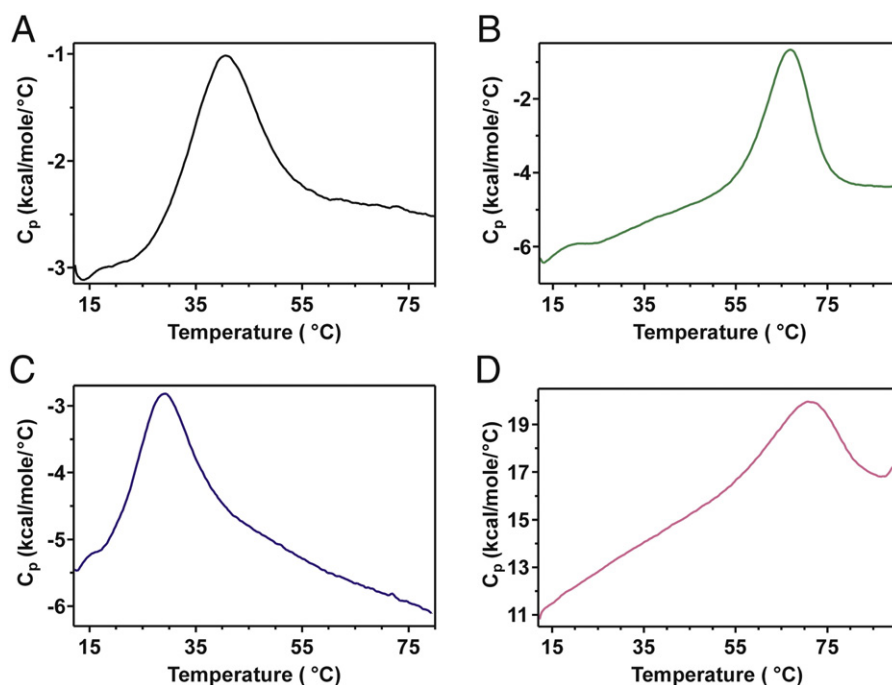 A
Cp (kcal/mole/°C)
-1
-2
-3
15 35 55 75
Temperature ( °C)
B
Cp (kcal/mole/°C)
-2
-4
-6
15 35 55 75
Temperature ( °C)
C
Cp (kcal/mole/°C)
-3
-4
-5
-6
15 35 55 75
Temperature ( °C)
D
Cp (kcal/mole/°C)
19
17
15
13
11
15 35 55 75
Temperature ( °C)